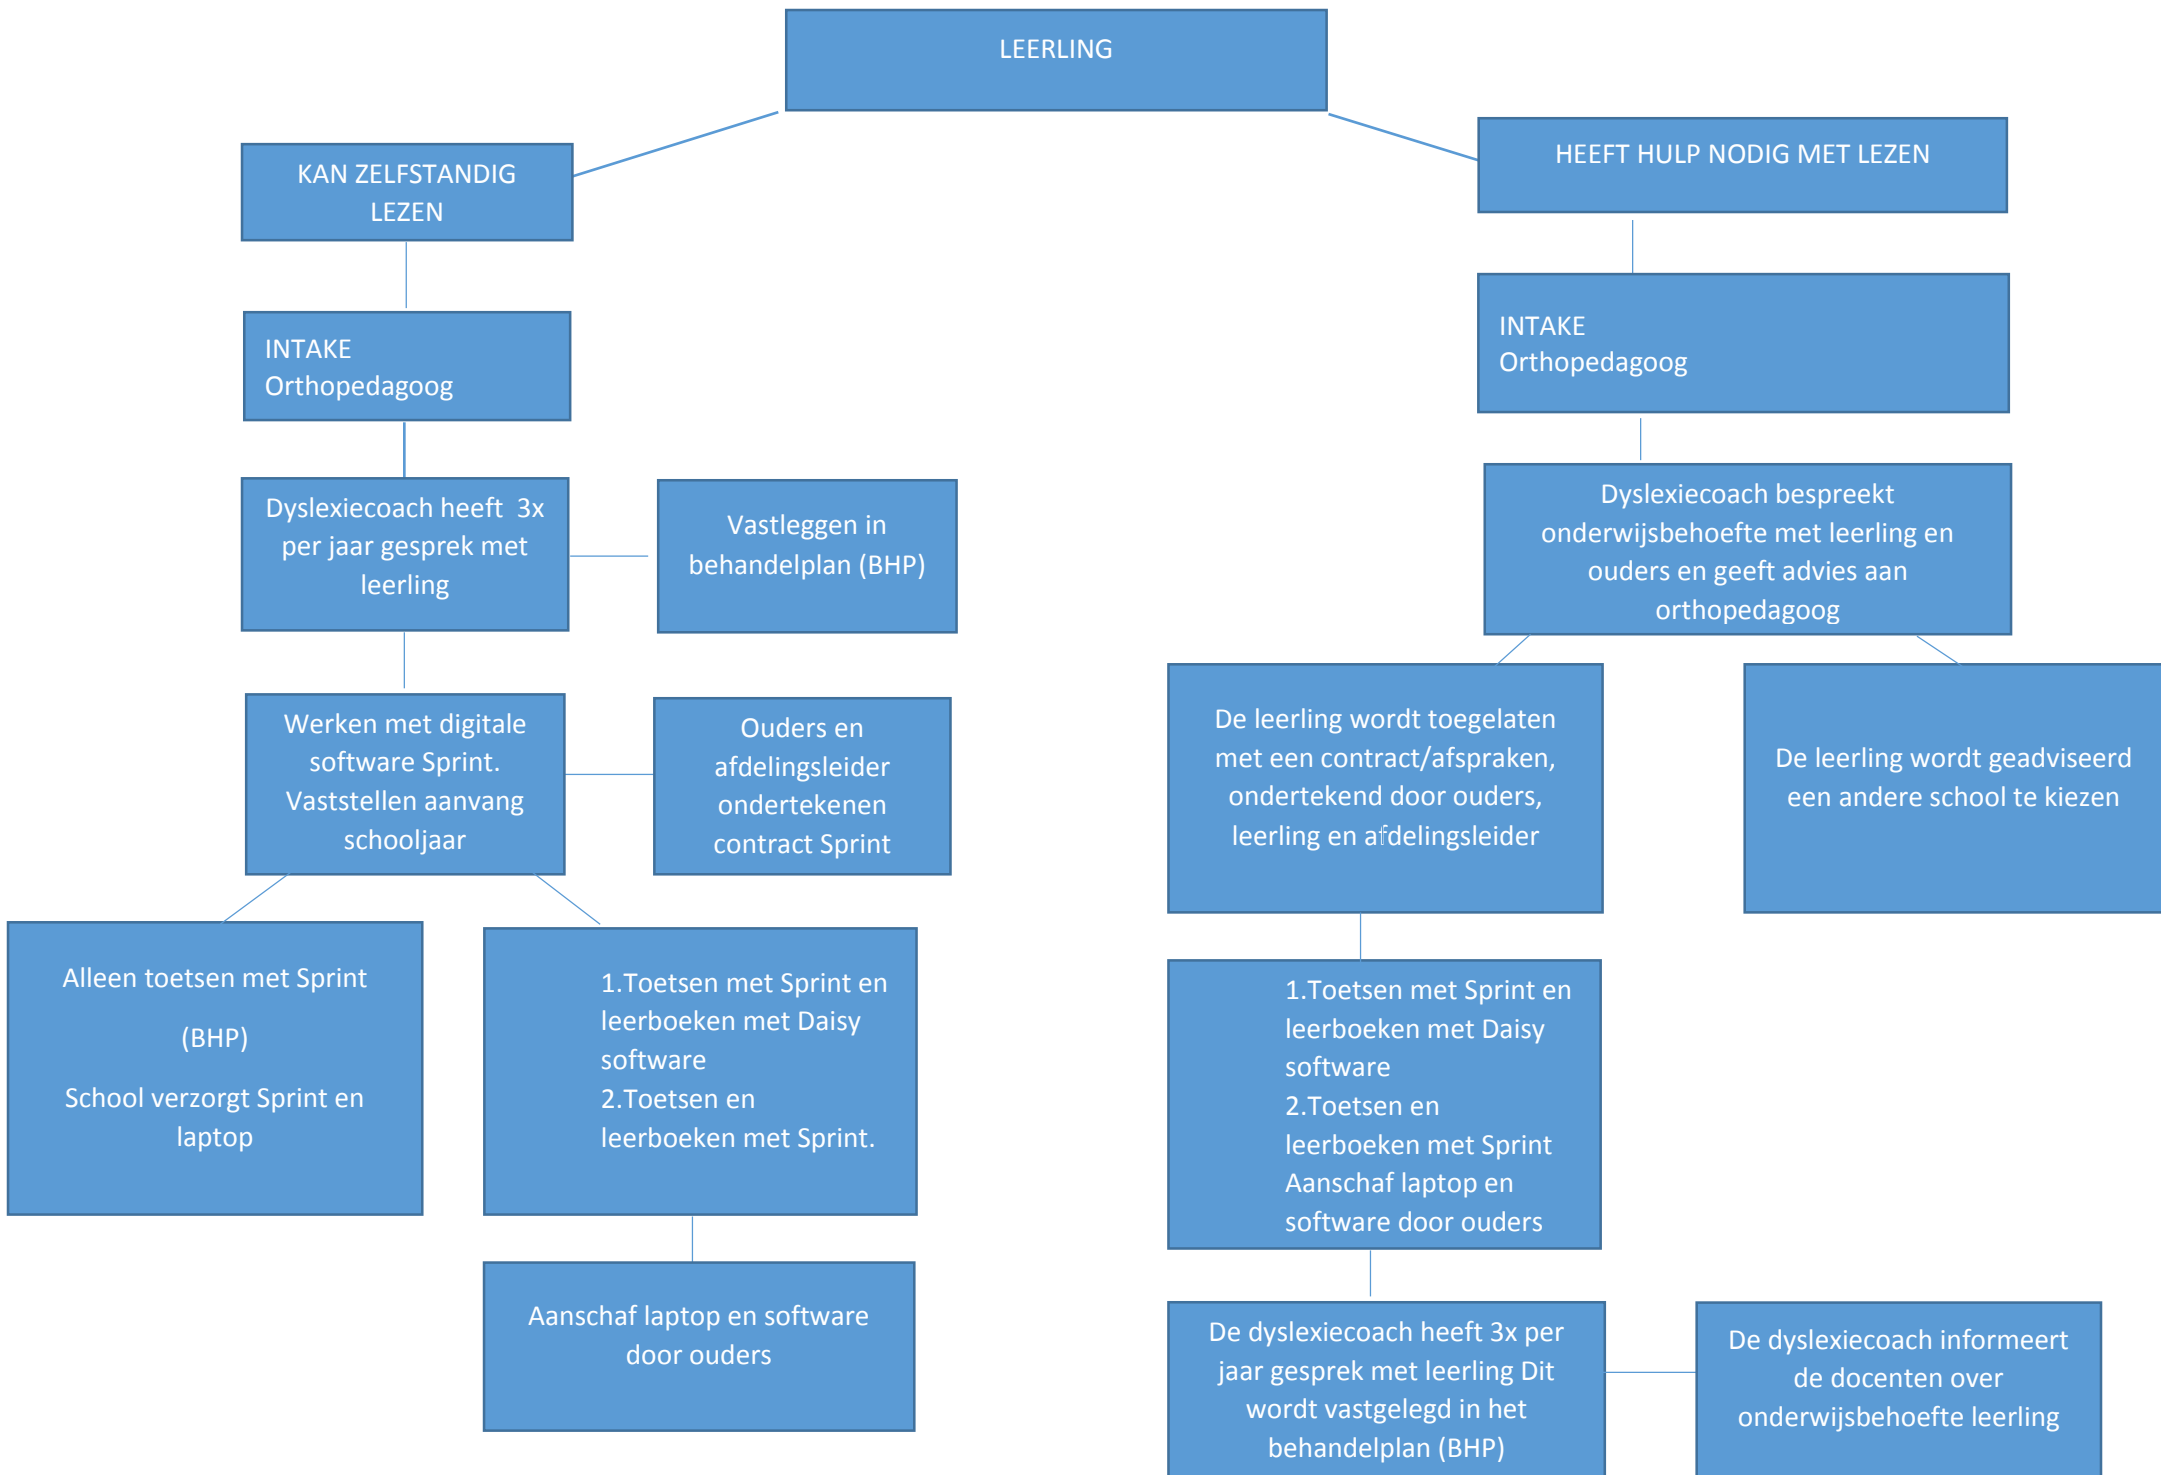 LEERLING
KAN ZELFSTANDIG
LEZEN
HEEFT HULP NODIG MET LEZEN
INTAKE
Orthopedagoog
INTAKE
Orthopedagoog
Dyslexiecoach heeft  3x
per jaar gesprek met
leerling
Vastleggen in
behandelplan (BHP)
Dyslexiecoach bespreekt
onderwijsbehoefte met leerling en
ouders en geeft advies aan
orthopedagoog
Werken met digitale
software Sprint.
Vaststellen aanvang
schooljaar
Ouders en
afdelingsleider
ondertekenen
contract Sprint
De leerling wordt toegelaten
met een contract/afspraken,
ondertekend door ouders,
leerling en afdelingsleider
De leerling wordt geadviseerd
een andere school te kiezen
Alleen toetsen met Sprint
(BHP)
School verzorgt Sprint en
laptop
1.Toetsen met Sprint en
leerboeken met Daisy
software
2.Toetsen en
leerboeken met Sprint.
1.Toetsen met Sprint en
leerboeken met Daisy
software
2.Toetsen en
leerboeken met Sprint
Aanschaf laptop en
software door ouders
Aanschaf laptop en software
door ouders
De dyslexiecoach heeft 3x per
jaar gesprek met leerling Dit
wordt vastgelegd in het
behandelplan (BHP)
De dyslexiecoach informeert
de docenten over
onderwijsbehoefte leerling